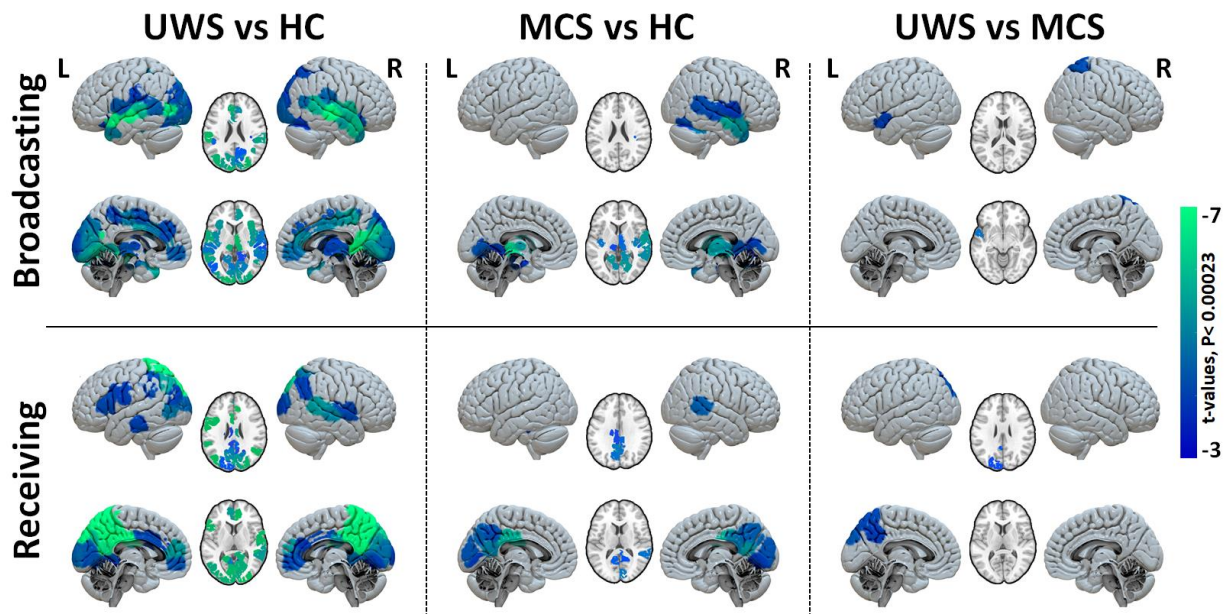 UWS vs HC
MCS vs HC
UWS vs MCS
L
R
L
R
L
R
Broadcasting
Receiving
-7
t-values, P< 0.00023
-3